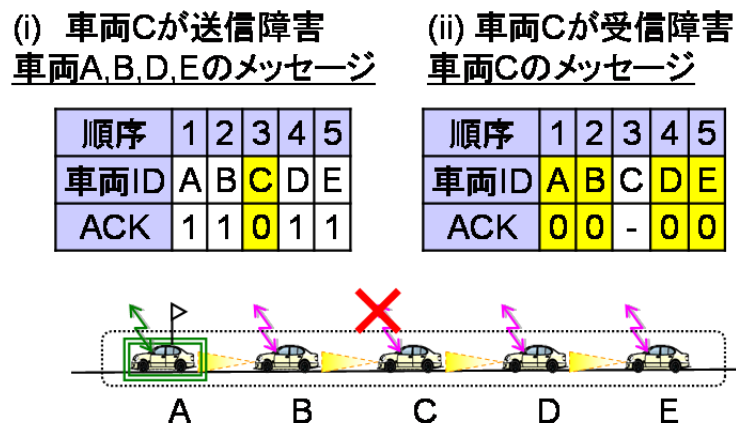 (i) 車両Cが送信障害
車両A,B,D,Eのメッセージ
順序 1 2 3 4 5
車両ID A B C D E
ACK 1 1 0 1 1
(ii) 車両Cが受信障害
車両Cのメッセージ
順序 1 2 3 4 5
車両ID A B C D E
ACK 0 0 - 0 0
A B C D E